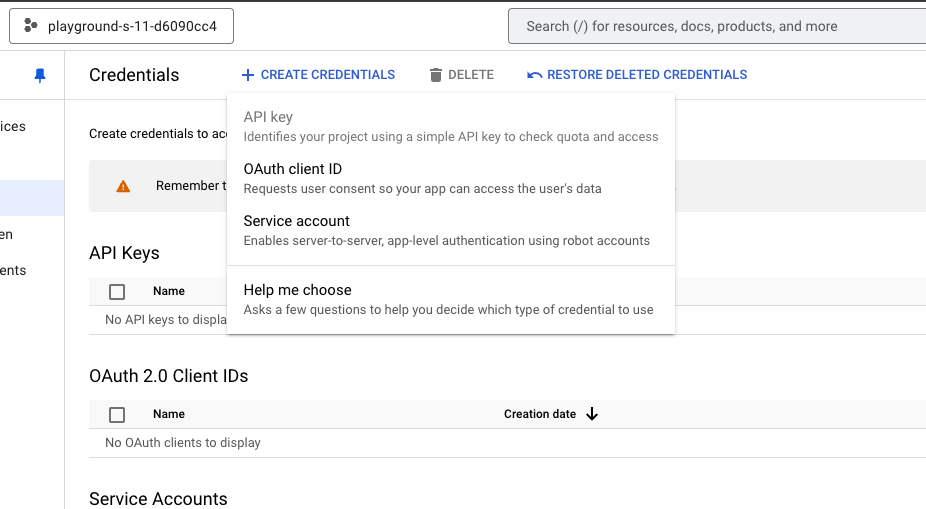 playground-s-11-d6090cc4
Search (/) for resources, docs, products, and more
Credentials
CREATE CREDENTIALS
DELETE
RESTORE DELETED CREDENTIALS
API key
Identifies your project using a simple API key to check quota and access
OAuth client ID
Requests user consent so your app can access the user's data
Service account
Enables server-to-server, app-level authentication using robot accounts
Help me choose
Asks a few questions to help you decide which type of credential to use
ices
en
ents
Create credentials to ac
Remember t
API Keys
Name
No API keys to displa
OAuth 2.0 Client IDs
Name Creation date
No OAuth clients to display
Service Accounts